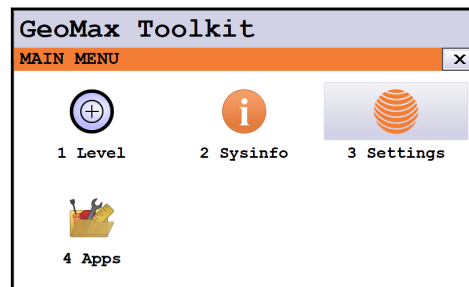 GeoMax Toolkit
MAIN MENU
X
1 Level
2 Sysinfo
3 Settings
4 Apps